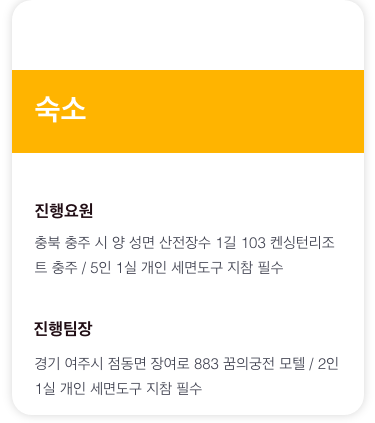 숙소
진행요원
충북 충주 시 양 성면 산전장수 1길 103 켄싱턴리조
트 충주 / 5인 1실 개인 세면도구 지참 필수
진행팀장
경기 여주시 점동면 장여로 883 꿈의궁전 모텔 / 2인
1실 개인 세면도구 지참 필수